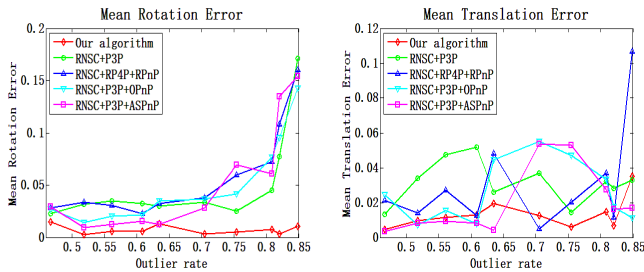 Mean Rotation Error
Mean Rotation Error
0.2
0.15
0.1
0.05
0
Our algorithm
RNSC+P3P
RNSC+RP4P+RPnP
RNSC+P3P+OPnP
RNSC+P3P+ASPnP
0.5 0.55 0.6 0.65 0.7 0.75 0.8 0.85
Outlier rate
Mean Translation Error
Mean Translation Error
0.12
0.1
0.08
0.06
0.04
0.02
0
Our algorithm
RNSC+P3P
RNSC+RP4P+RPnP
RNSC+P3P+OPnP
RNSC+P3P+ASPnP
0.5 0.55 0.6 0.65 0.7 0.75 0.8 0.85
Outlier rate